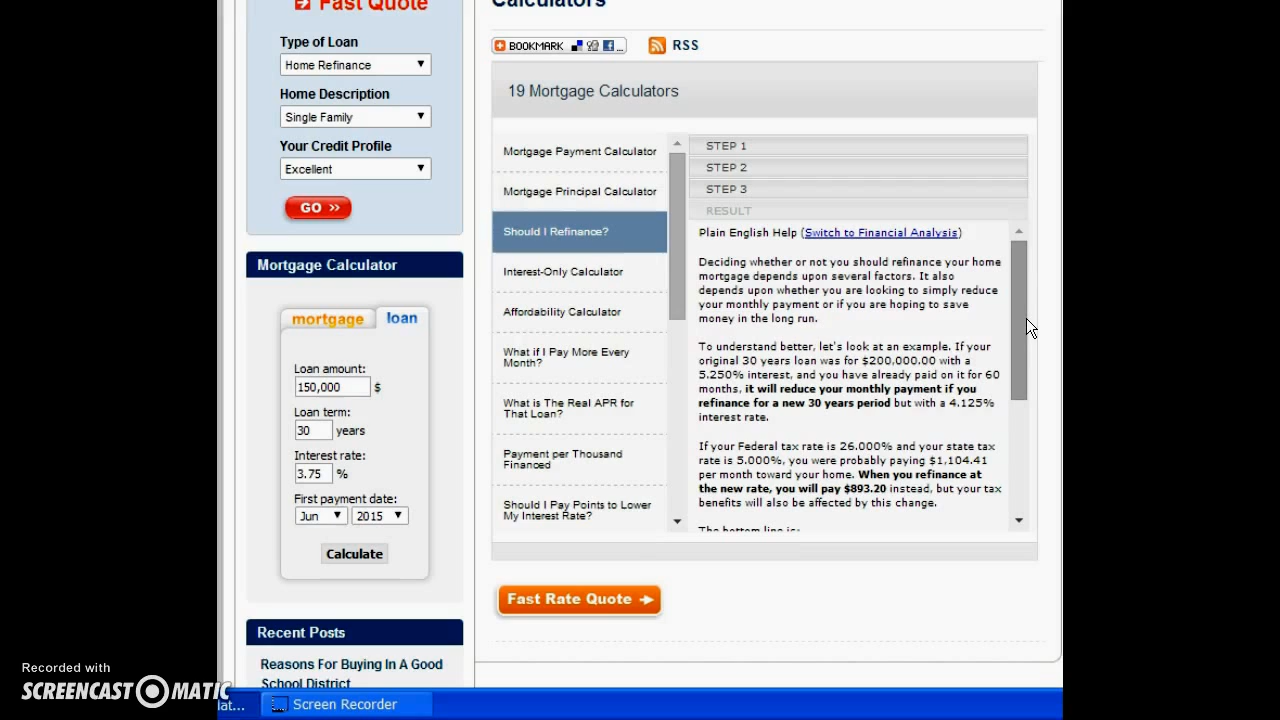 Fast Quote
Type of Loan
Home Refinance
Home Description
Single Family
Your Credit Profile
Excellent
GO >>
Mortgage Calculator
mortgage
loan
Loan amount:
150,000 $
Loan term:
30 years
Interest rate:
3.75 %
First payment date:
Jun 2015
Calculate
Recent Posts
Reasons For Buying In A Good
School District
Calculators
BOOKMARK ...
RSS
19 Mortgage Calculators
Mortgage Payment Calculator
Mortgage Principal Calculator
Should I Refinance?
Interest-Only Calculator
Affordability Calculator
What if I Pay More Every
Month?
What is The Real APR for
That Loan?
Payment per Thousand
Financed
Should I Pay Points to Lower
My Interest Rate?
STEP 1
STEP 2
STEP 3
RESULT
Plain English Help (Switch to Financial Analysis)
Deciding whether or not you should refinance your home
mortgage depends upon several factors. It also
depends upon whether you are looking to simply reduce
your monthly payment or if you are hoping to save
money in the long run.
To understand better, let's look at an example. If your
original 30 years loan was for $200,000.00 with a
5.250% interest, and you have already paid on it for 60
months, it will reduce your monthly payment if you
refinance for a new 30 years period but with a 4.125%
interest rate.
If your Federal tax rate is 26.000% and your state tax
rate is 5.000%, you were probably paying $1,104.41
per month toward your home. When you refinance at
the new rate, you will pay $893.20 instead, but your tax
benefits will also be affected by this change.
The bottom line is:
Fast Rate Quote
Recorded with
SCREENCAST-O-MATIC
lat...
Screen Recorder